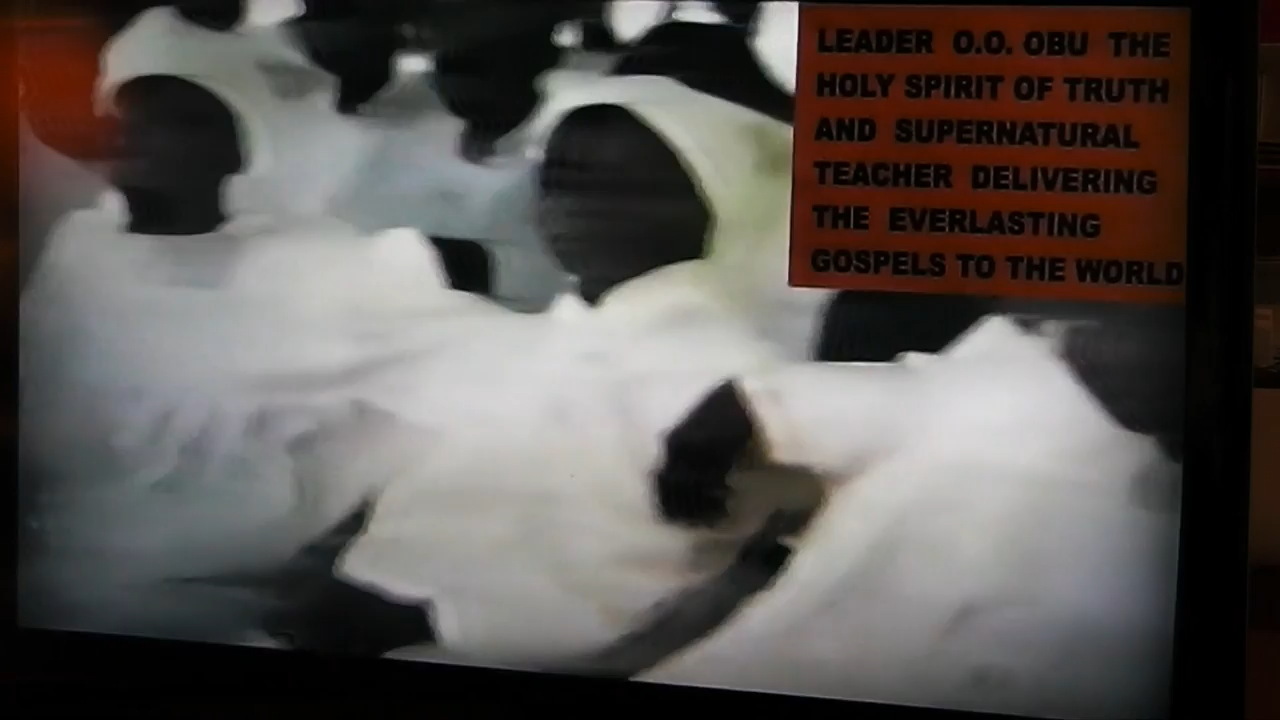 LEADER O.O. OBU THE
HOLY SPIRIT OF TRUTH
AND SUPERNATURAL
TEACHER DELIVERING
THE EVERLASTING
GOSPELS TO THE WORLD